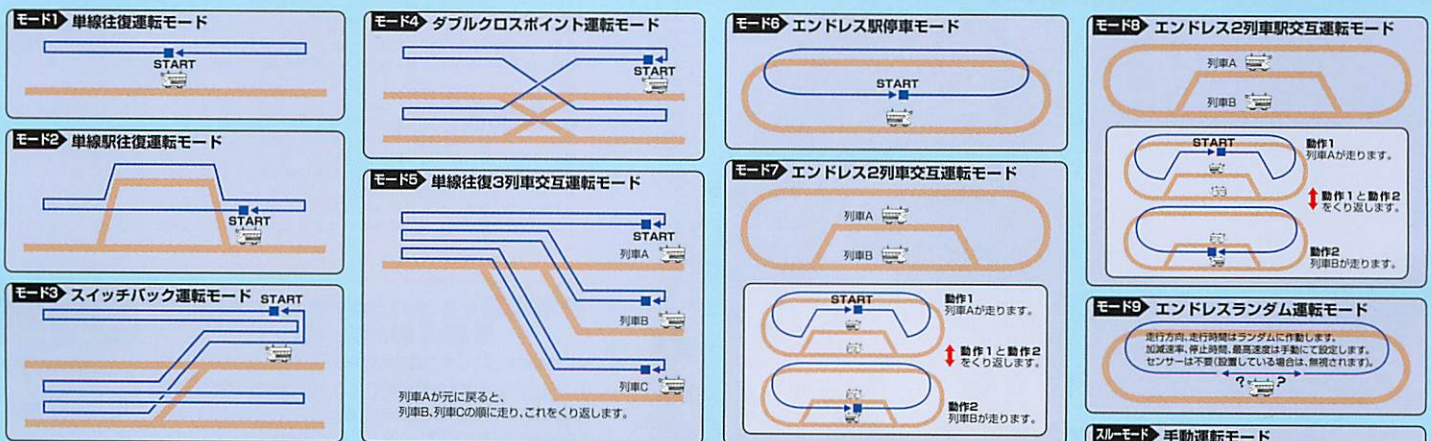 モード1 単線往復運転モード
START
モード2 単線駅往復運転モード
START
モード3 スイッチバック運転モード
START
モード4 ダブルクロスポイント運転モード
START
モード5 単線往復3列車交互運転モード
START
列車A
列車B
列車C
列車Aが元に戻ると、
列車B、列車Cの順に走り、これをくり返します。
モード6 エンドレス駅停車モード
START
モード7 エンドレス2列車交互運転モード
列車A
列車B
START
動作1
列車Aが走ります。
動作1と動作2
をくり返します。
動作2
列車Bが走ります。
モード8 エンドレス2列車駅交互運転モード
列車A
列車B
START
動作1
列車Aが走ります。
動作1と動作2
をくり返します。
動作2
列車Bが走ります。
モード9 エンドレスランダム運転モード
走行方向、走行時間はランダムに作動します。
加減速率、停止時間、最高速度は手動にて設定します。
センサーは不要(設置している場合は、無視されます)。
? ?
スルーモード 手動運転モード